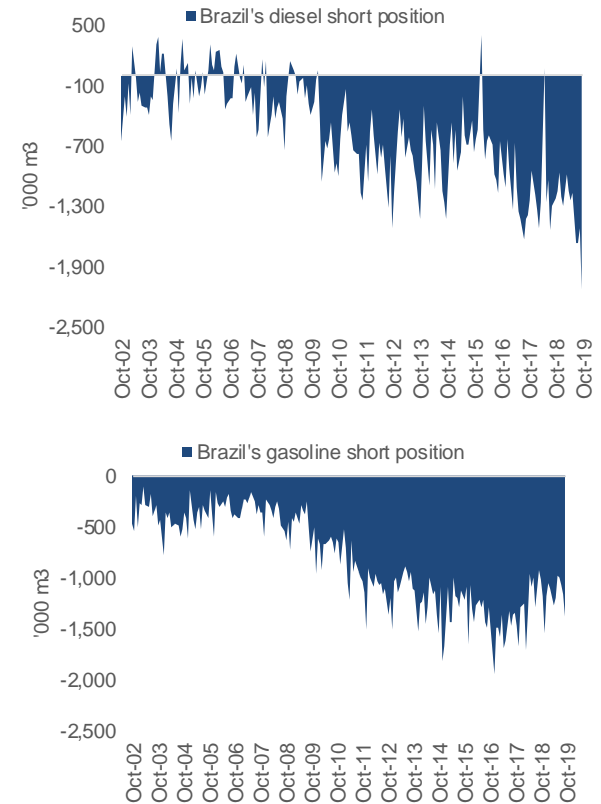 Brazil's diesel short position
500
-100
-700
-1,300
-1,900
-2,500
'000 m3
Oct-02
Oct-03
Oct-04
Oct-05
Oct-06
Oct-07
Oct-08
Oct-09
Oct-10
Oct-11
Oct-12
Oct-13
Oct-14
Oct-15
Oct-16
Oct-17
Oct-18
Oct-19
Brazil's gasoline short position
0
-500
-1,000
-1,500
-2,000
-2,500
'000 m3
Oct-02
Oct-03
Oct-04
Oct-05
Oct-06
Oct-07
Oct-08
Oct-09
Oct-10
Oct-11
Oct-12
Oct-13
Oct-14
Oct-15
Oct-16
Oct-17
Oct-18
Oct-19